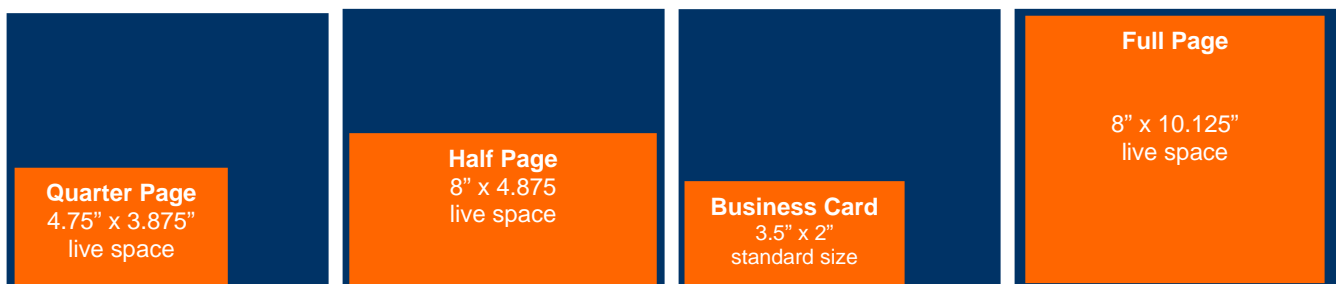 Quarter Page
4.75” x 3.875”
live space
Half Page
8” x 4.875
live space
Business Card
3.5” x 2”
standard size
Full Page
8” x 10.125”
live space